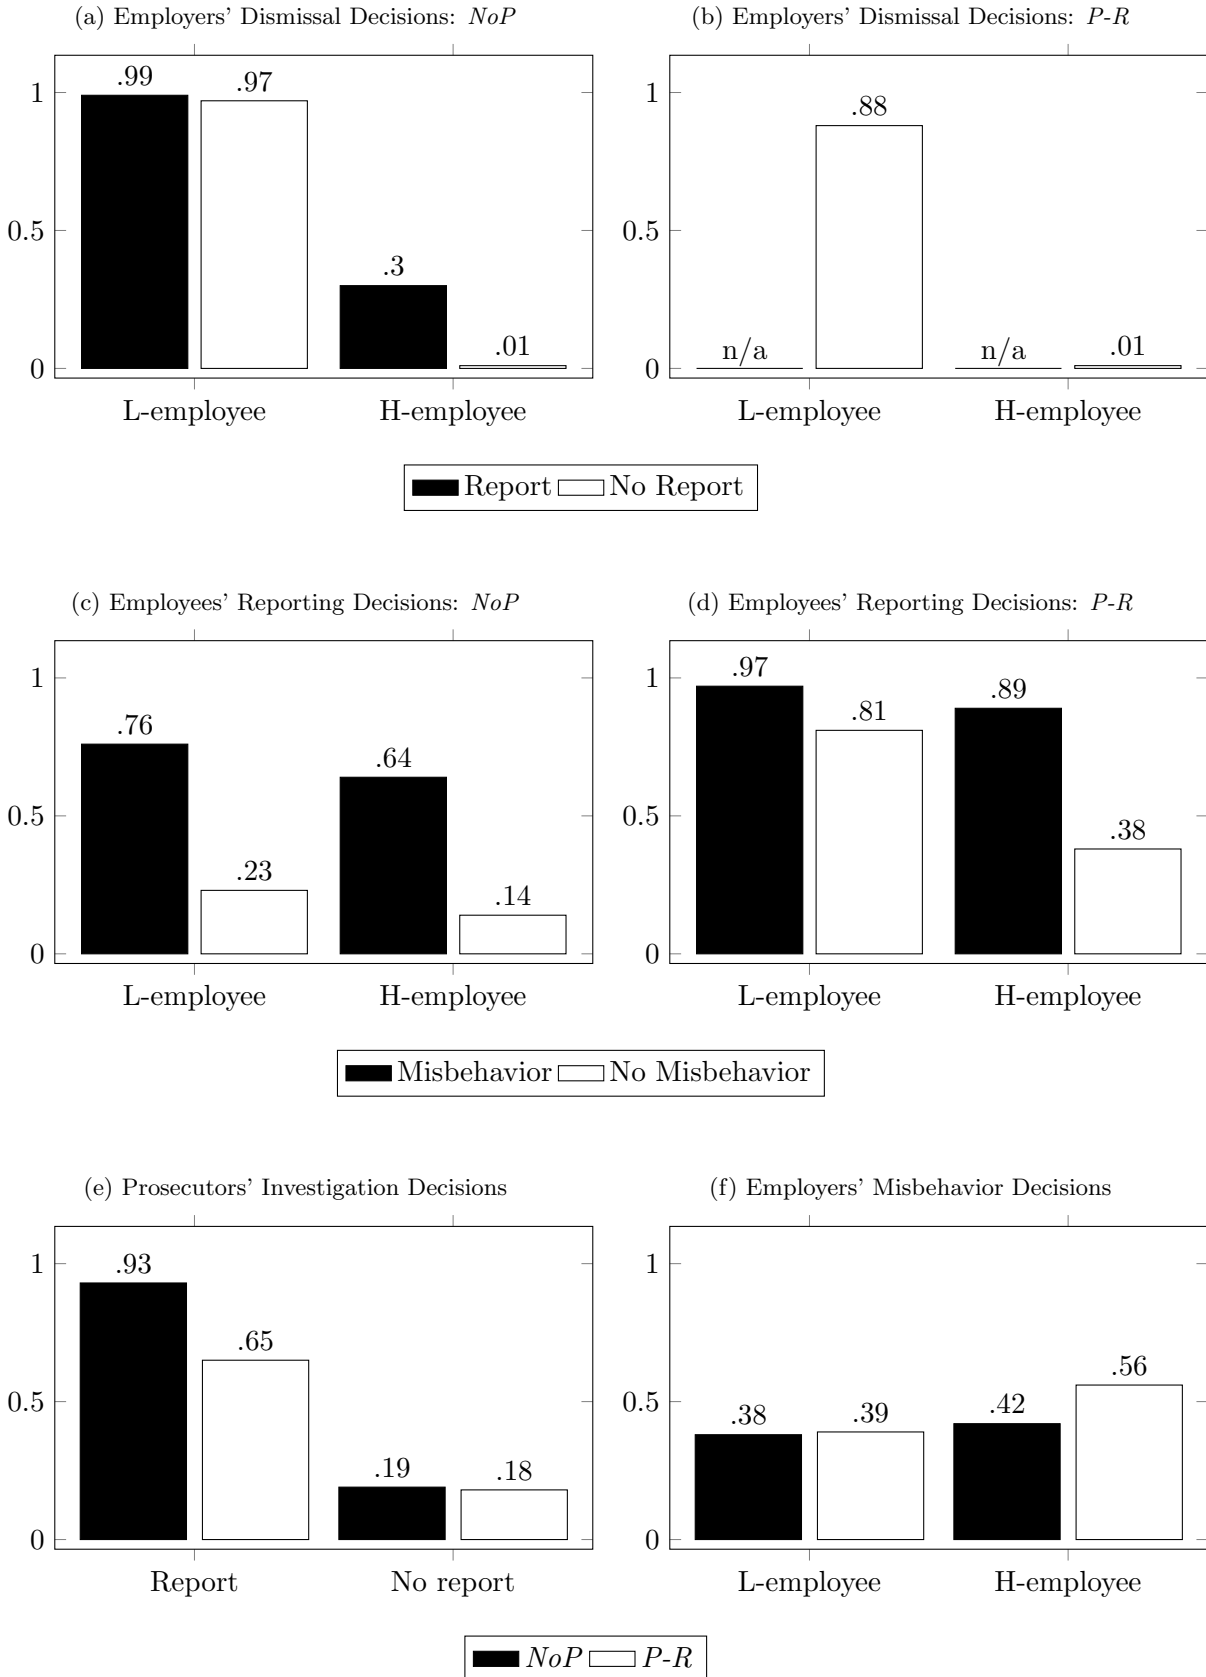 (a) Employers' Dismissal Decisions: NoP
(b) Employers' Dismissal Decisions: P-R
1
0.5
0
.99
.97
.3
.01
L-employee
H-employee
1
0.5
0
n/a
.88
n/a
.01
L-employee
H-employee
Report No Report
(c) Employees' Reporting Decisions: NoP
(d) Employees' Reporting Decisions: P-R
1
0.5
0
.76
.23
.64
.14
L-employee
H-employee
1
0.5
0
.97
.81
.89
.38
L-employee
H-employee
Misbehavior No Misbehavior
(e) Prosecutors' Investigation Decisions
(f) Employers' Misbehavior Decisions
1
0.5
0
.93
.65
.19
.18
Report
No report
1
0.5
0
.38
.39
.42
.56
L-employee
H-employee
NoP P-R